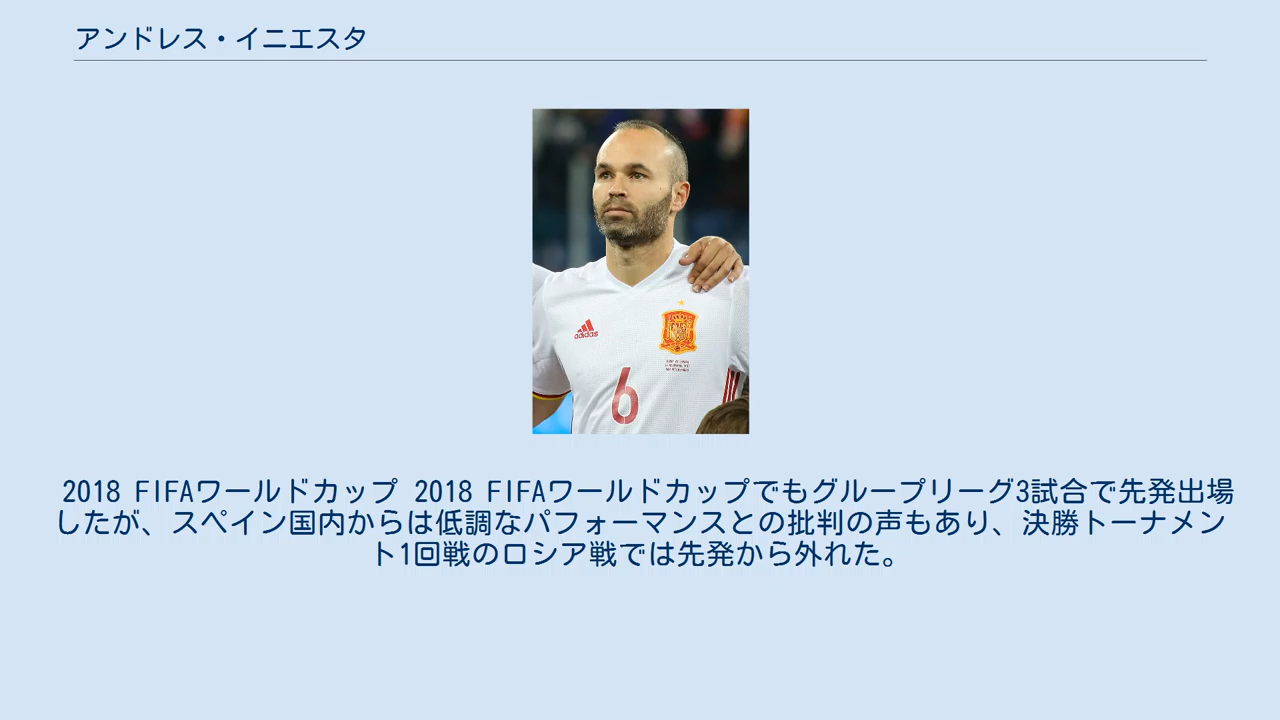 アンドレス・イニエスタ
adidas
6
2018 FIFAワールドカップ 2018 FIFAワールドカップでもグループリーグ3試合で先発出場
したが、スペイン国内からは低調なパフォーマンスとの批判の声もあり、決勝トーナメン
ト1回戦のロシア戦では先発から外れた。